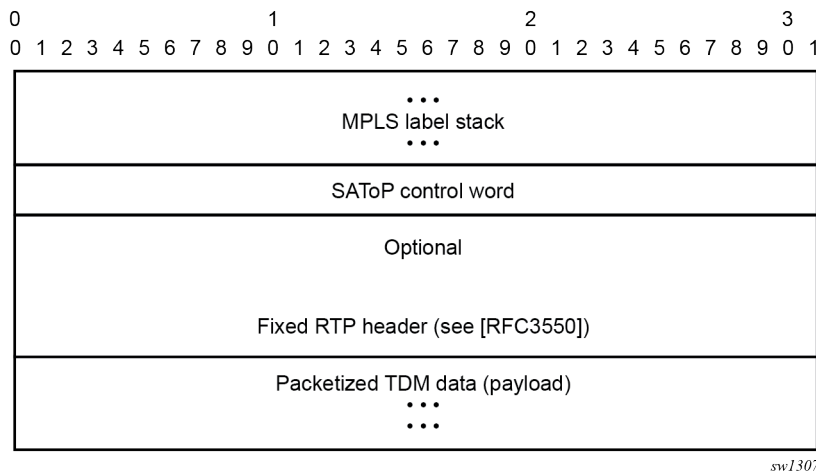 0 1 2 3
0 1 2 3 4 5 6 7 8 9 0 1 2 3 4 5 6 7 8 9 0 1 2 3 4 5 6 7 8 9 0 1
MPLS label stack
SAToP control word
Optional
Fixed RTP header (see [RFC3550])
Packetized TDM data (payload)
sw1307